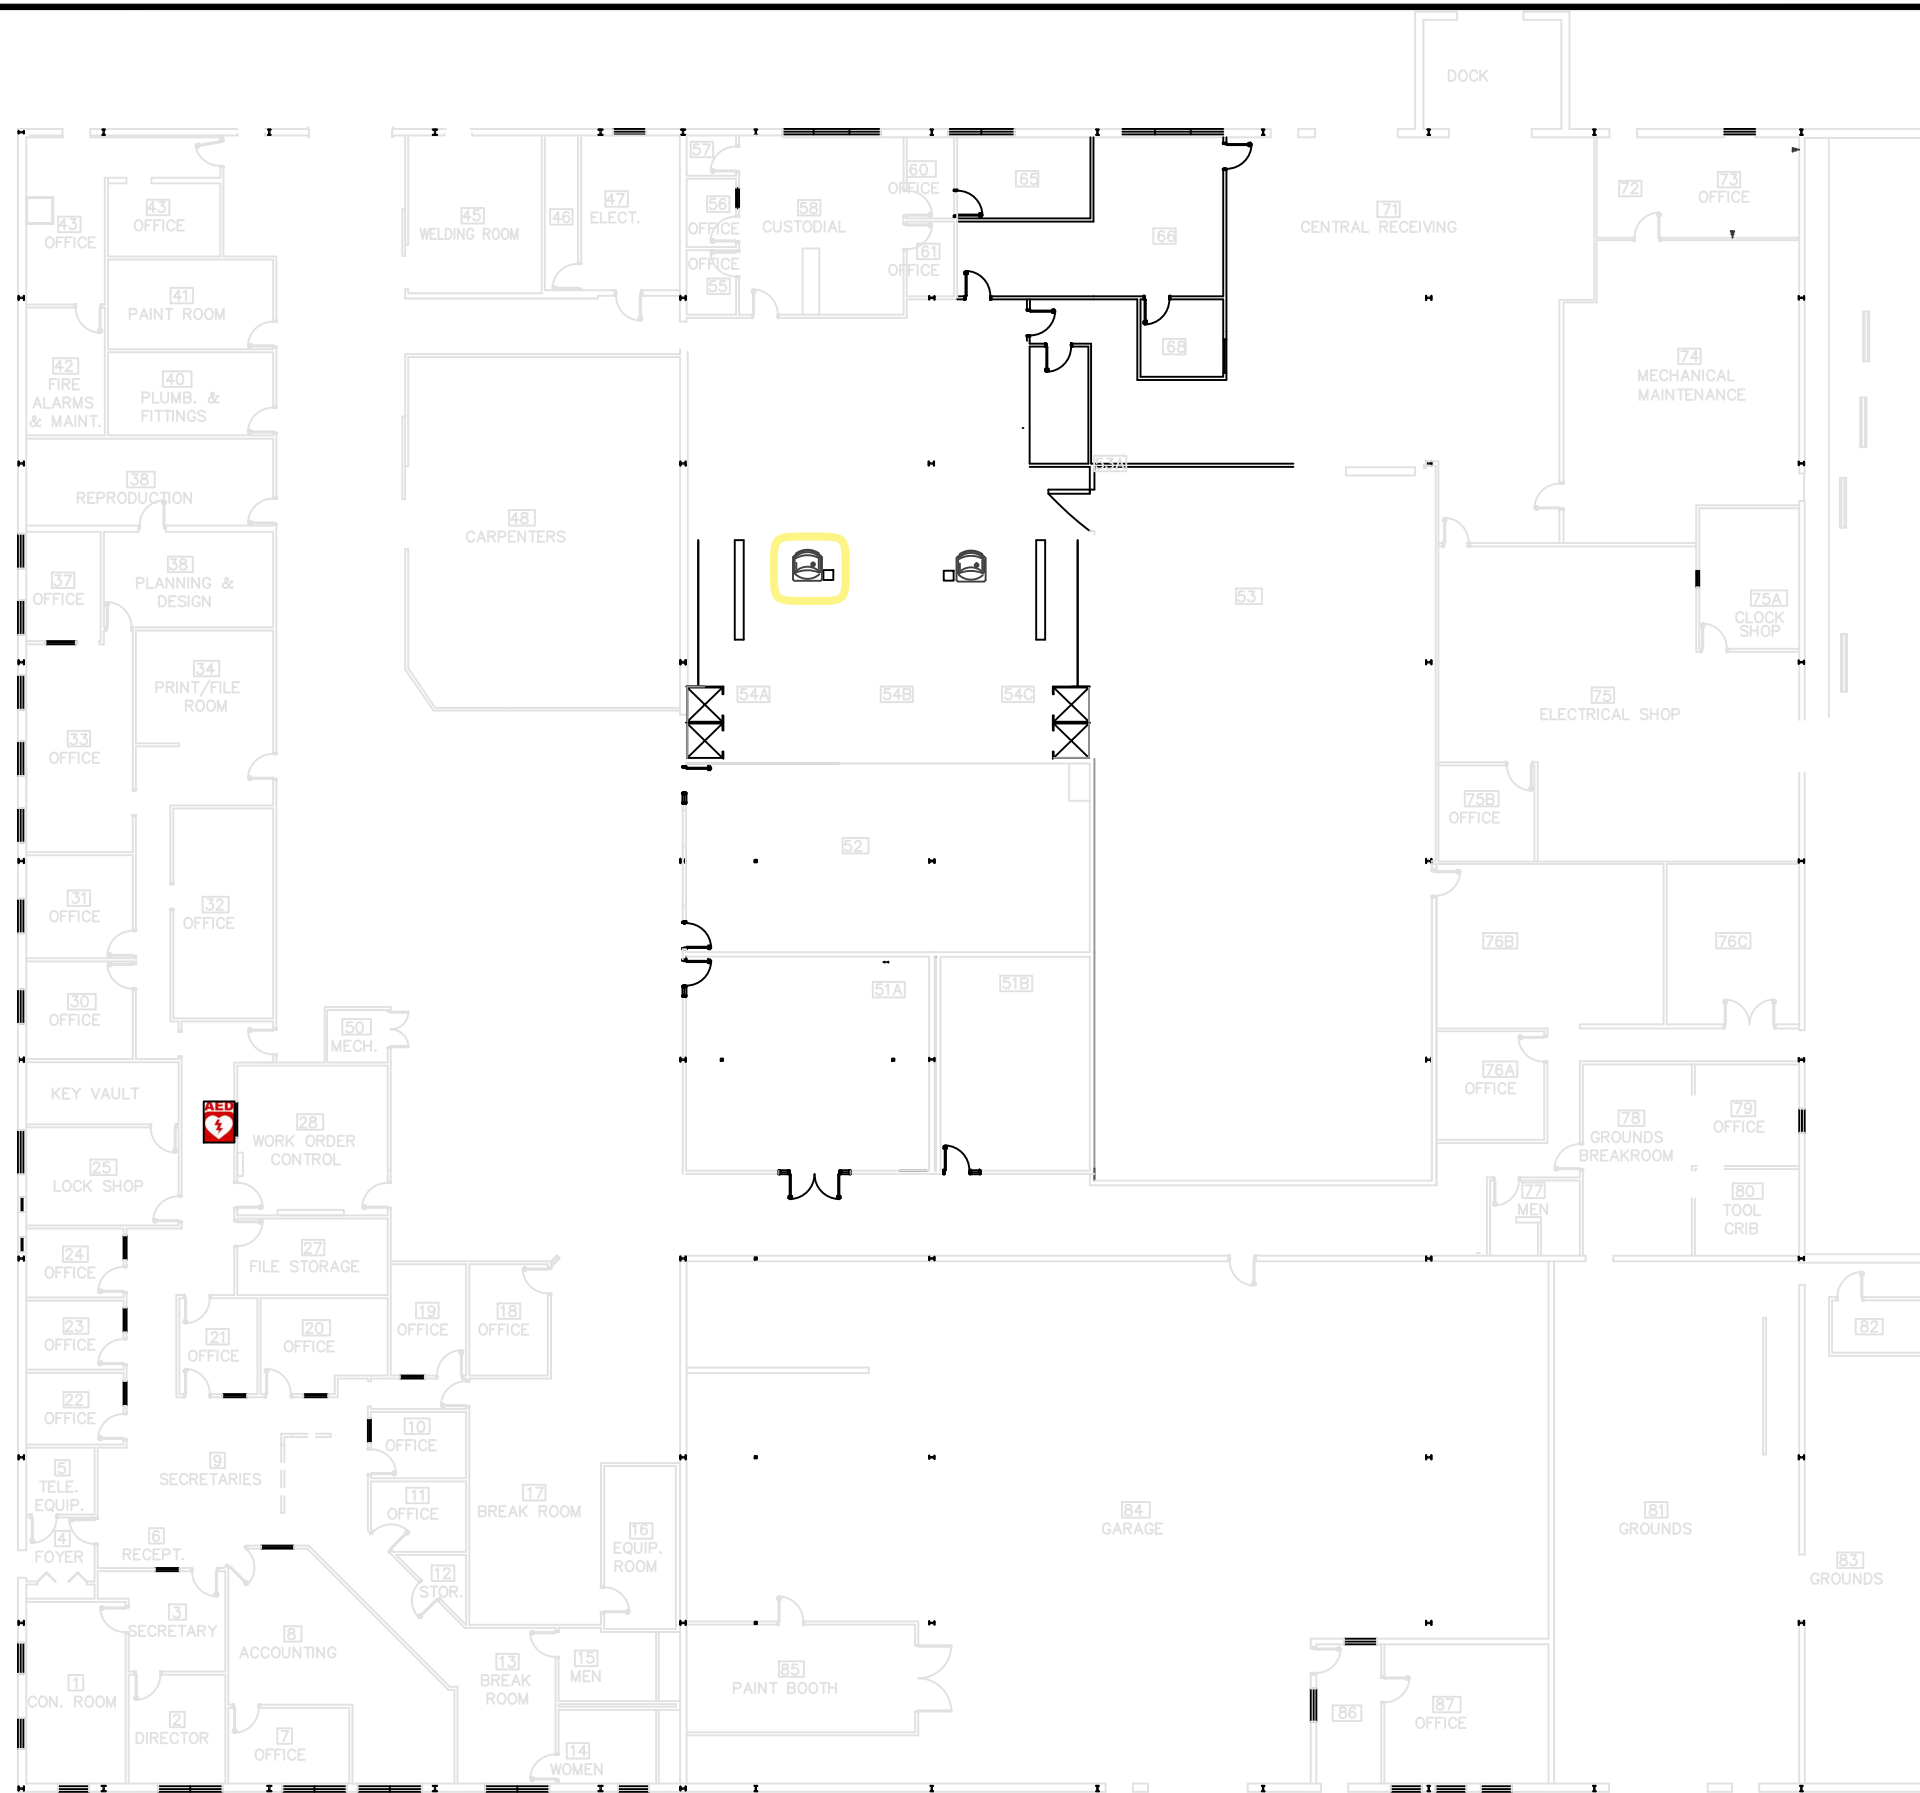 DOCK
57
60
OFFICE
65
43
OFFICE
43
OFFICE
45
WELDING ROOM
46
47
ELECT.
56
OFFICE
58
CUSTODIAL
66
71
CENTRAL RECEIVING
72
73
OFFICE
61
OFFICE
OFFICE
55
41
PAINT ROOM
42
FIRE
ALARMS
& MAINT.
40
PLUMB. &
FITTINGS
68
74
MECHANICAL
MAINTENANCE
38
REPRODUCTION
53A
48
CARPENTERS
37
OFFICE
38
PLANNING &
DESIGN
53
75A
CLOCK
SHOP
34
PRINT/FILE
ROOM
54A
54B
54C
75
ELECTRICAL SHOP
33
OFFICE
75B
OFFICE
52
31
OFFICE
32
OFFICE
76B
76C
51A
51B
30
OFFICE
50
MECH.
KEY VAULT
AED
28
WORK ORDER
CONTROL
76A
OFFICE
78
GROUNDS
BREAKROOM
79
OFFICE
25
LOCK SHOP
77
MEN
80
TOOL
CRIB
24
OFFICE
27
FILE STORAGE
23
OFFICE
21
OFFICE
20
OFFICE
19
OFFICE
18
OFFICE
82
22
OFFICE
10
OFFICE
5
TELE.
EQUIP.
9
SECRETARIES
11
OFFICE
17
BREAK ROOM
84
GARAGE
81
GROUNDS
4
FOYER
6
RECEPT.
16
EQUIP.
ROOM
83
GROUNDS
12
STOR.
3
SECRETARY
8
ACCOUNTING
1
CON. ROOM
13
BREAK
ROOM
15
MEN
85
PAINT BOOTH
2
DIRECTOR
7
OFFICE
14
WOMEN
86
87
OFFICE